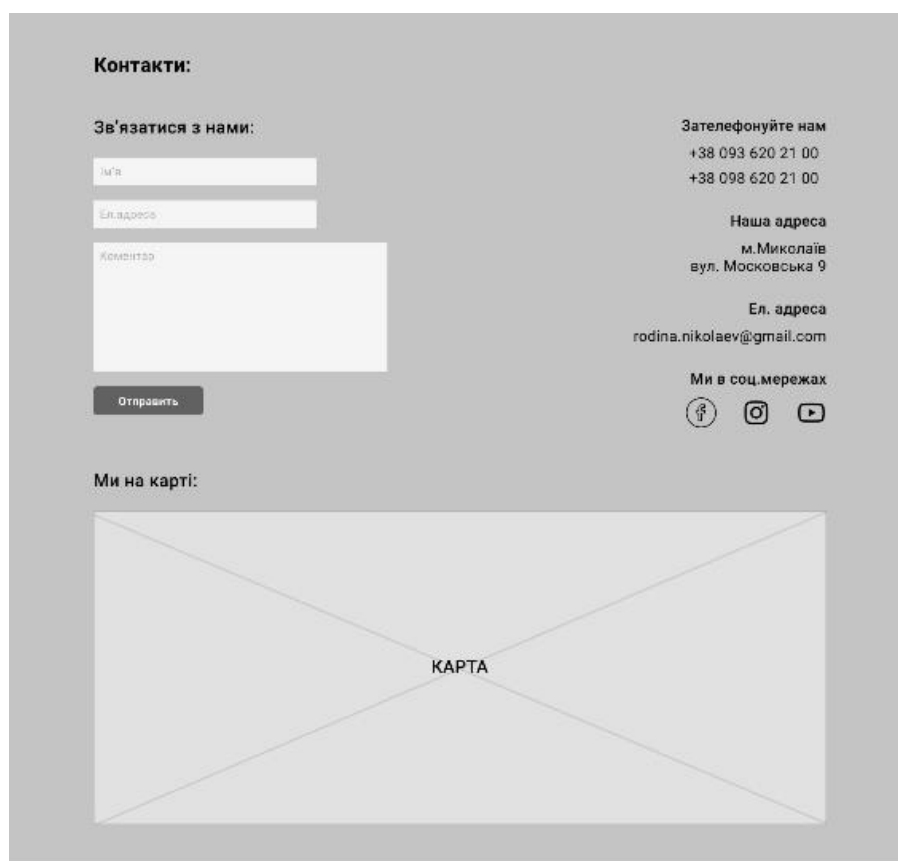 Контакти:
Зв'язатися з нами:
Ім'я
Ел.адреса
Коментар
Отправить
Зателефонуйте нам
+38 093 620 21 00
+38 098 620 21 00
Наша адреса
м.Миколаїв
вул. Московська 9
Ел. адреса
rodina.nikolaev@gmail.com
Ми в соц.мережах
Ми на карті:
КАРТА